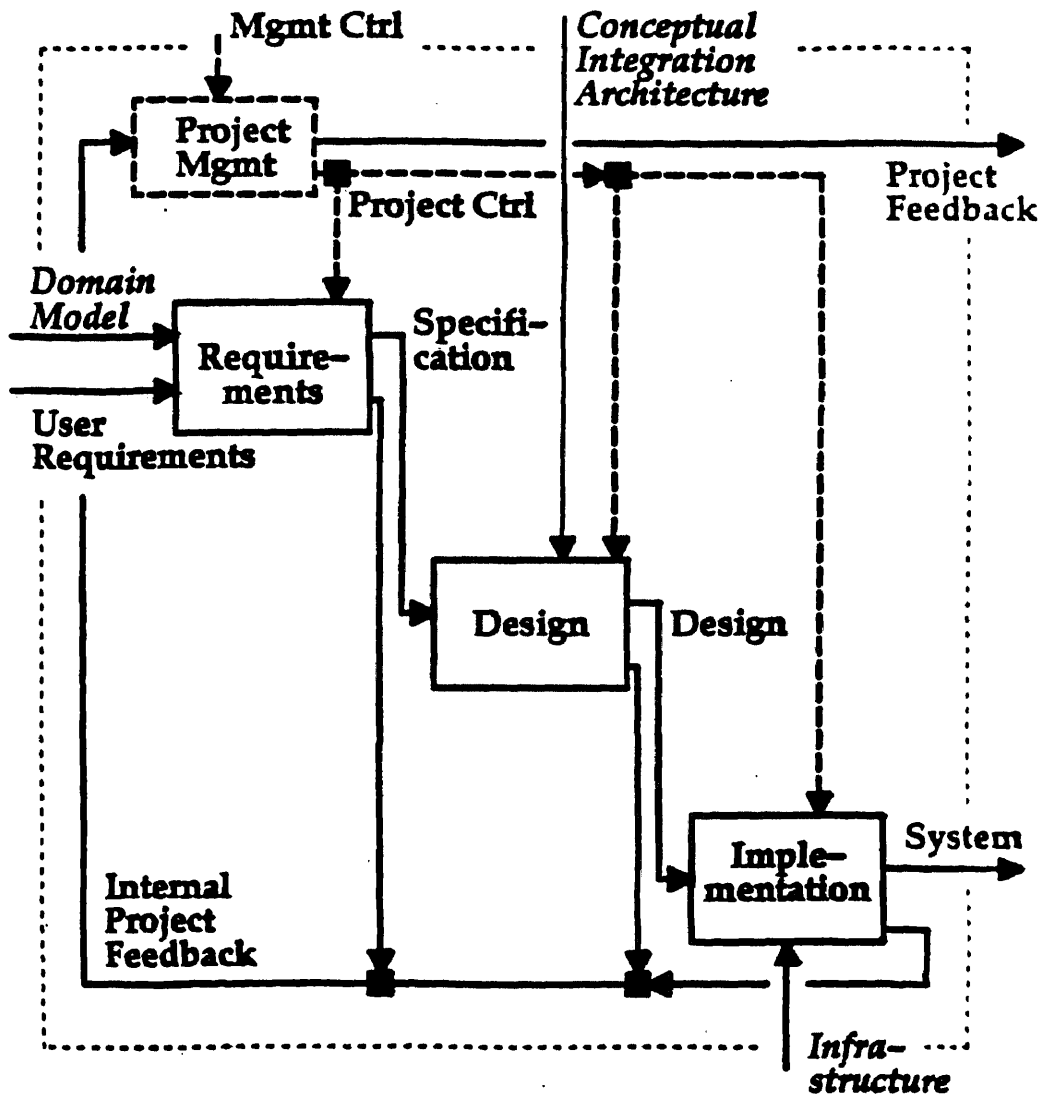 Mgmt Ctrl
Conceptual
Integration
Architecture
Project
Mgmt
Project
Feedback
Project Ctrl
Domain
Model
Specifi-
cation
Require-
ments
User
Requirements
Design
Design
System
Imple-
mentation
Internal
Project
Feedback
Infra-
structure